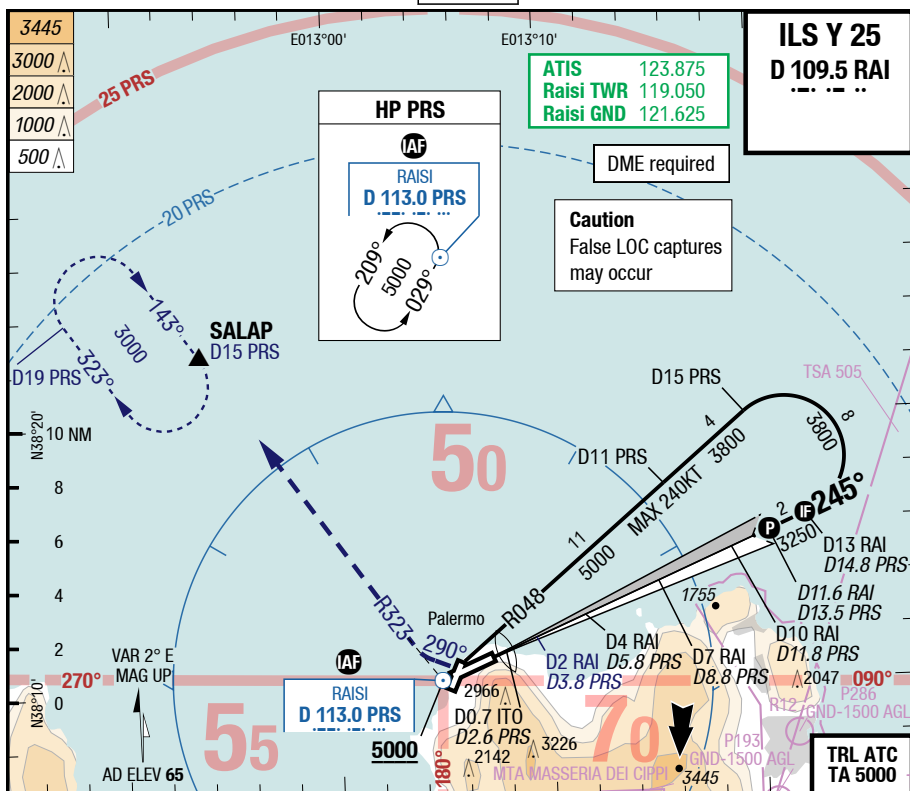 3445
3000
2000
1000
500
E013°00'
E013°10'
ILS Y 25
D 109.5 RAI
ATIS 123.875
Raisi TWR 119.050
Raisi GND 121.625
25 PRS
HP PRS
IAF
RAISI
D 113.0 PRS
209°
5000
029°
DME required
Caution
False LOC captures
may occur
20 PRS
143°
3000
323°
SALAP
D15 PRS
D19 PRS
TSA 505
D15 PRS
4
3800
8
3800
N38°20'
10 NM
8
6
4
2
0
N38°10'
50
D11 PRS
MAX 240KT
11
5000
R048
245°
P
2
IF
3250
D13 RAI
D14.8 PRS
D11.6 RAI
D13.5 PRS
D10 RAI
D11.8 PRS
1755
R323
Palermo
290°
D4 RAI
D5.8 PRS
D7 RAI
D8.8 PRS
D2 RAI
D3.8 PRS
VAR 2° E
MAG UP
IAF
270°
090°
RAISI
D 113.0 PRS
2966
D0.7 ITO
D2.6 PRS
2047
P286
GND-1500 AGL
R12
55
70
5000
180°
2142
3226
P193
GND-1500 AGL
MTA MASSERIA DEI CIPPI
3445
AD ELEV 65
TRL ATC
TA 5000